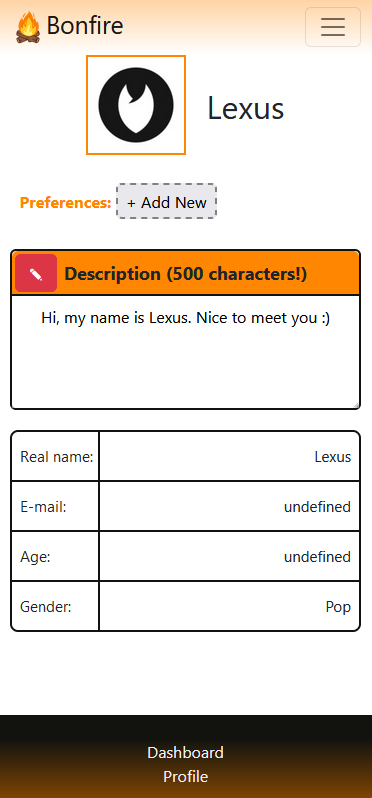 Bonfire
Lexus
Preferences: + Add New
Description (500 characters!)
Hi, my name is Lexus. Nice to meet you :)
Real name: Lexus
E-mail: undefined
Age: undefined
Gender: Pop
Dashboard
Profile